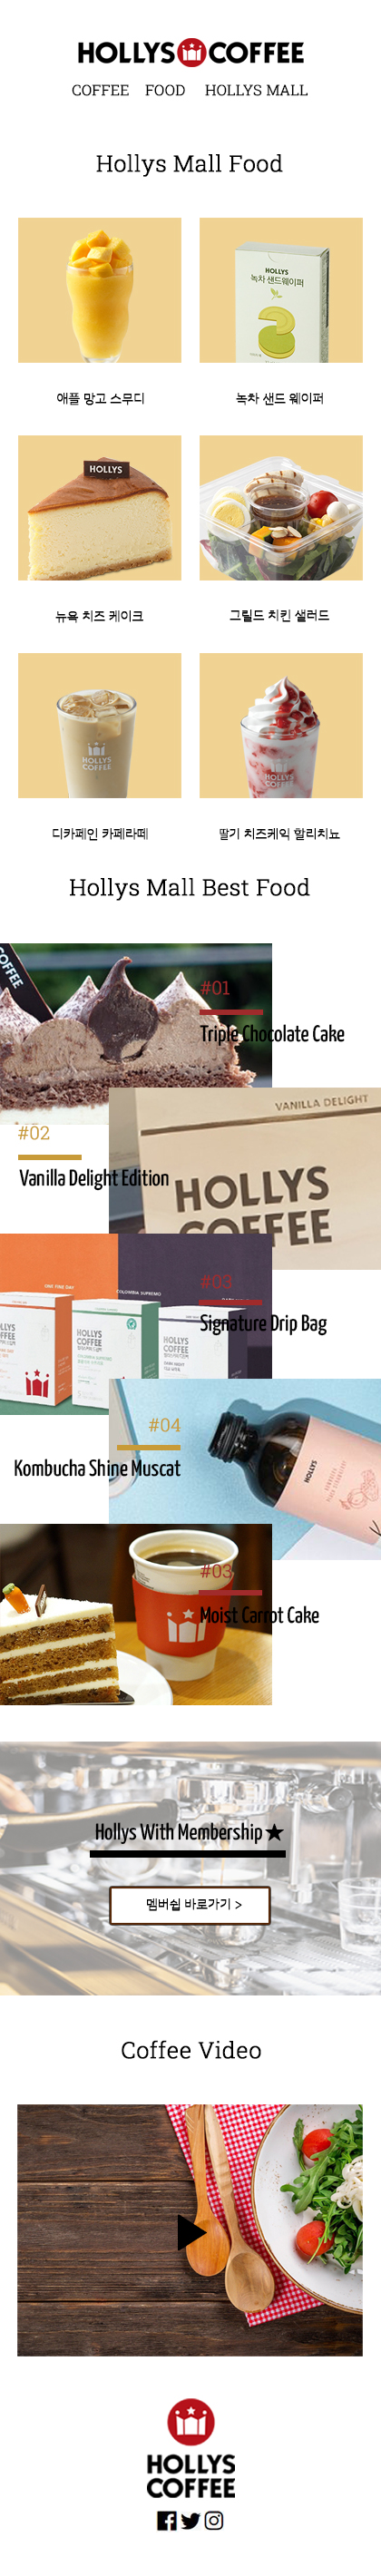 HOLLYS COFFEE
COFFEE FOOD HOLLYS MALL
Hollys Mall Food
HOLLYS
녹차 샌드웨이퍼
애플 망고 스무디
녹차 샌드 웨이퍼
HOLLYS
뉴욕 치즈 케이크
그릴드 치킨 샐러드
HOLLYS
COFFEE
HOLLYS
COFFEE
디카페인 카페라떼
딸기 치즈케익 할리치노
Hollys Mall Best Food
COFFEE
#01
Triple Chocolate Cake
VANILLA DELIGHT
HOLLYS
COFFEE
#02
Vanilla Delight Edition
COLOMBIA SUPREMO
HOLLYS
COFFEE
HOLLYS
COFFEE
HOLLYS
COFFEE
#03
Signature Drip Bag
#04
Kombucha Shine Muscat
#03
Moist Carrot Cake
Hollys With Membership★
멤버쉽 바로가기 >
Coffee Video
HOLLYS
COFFEE